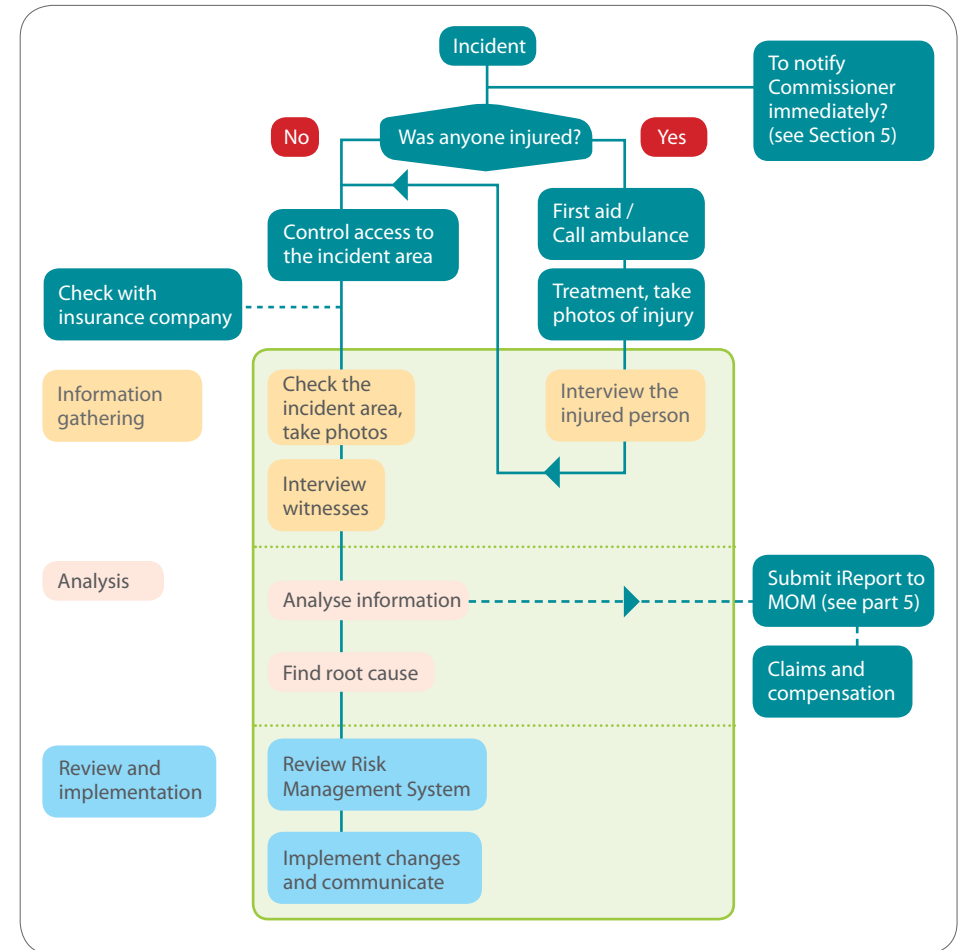 Incident
To notify
Commissioner
immediately?
(see Section 5)
No
Was anyone injured?
Yes
First aid /
Call ambulance
Control access to
the incident area
Check with
insurance company
Treatment, take
photos of injury
Information
gathering
Check the
incident area,
take photos
Interview the
injured person
Interview
witnesses
Analysis
Analyse information
Submit iReport to
MOM (see part 5)
Find root cause
Claims and
compensation
Review and
implementation
Review Risk
Management System
Implement changes
and communicate